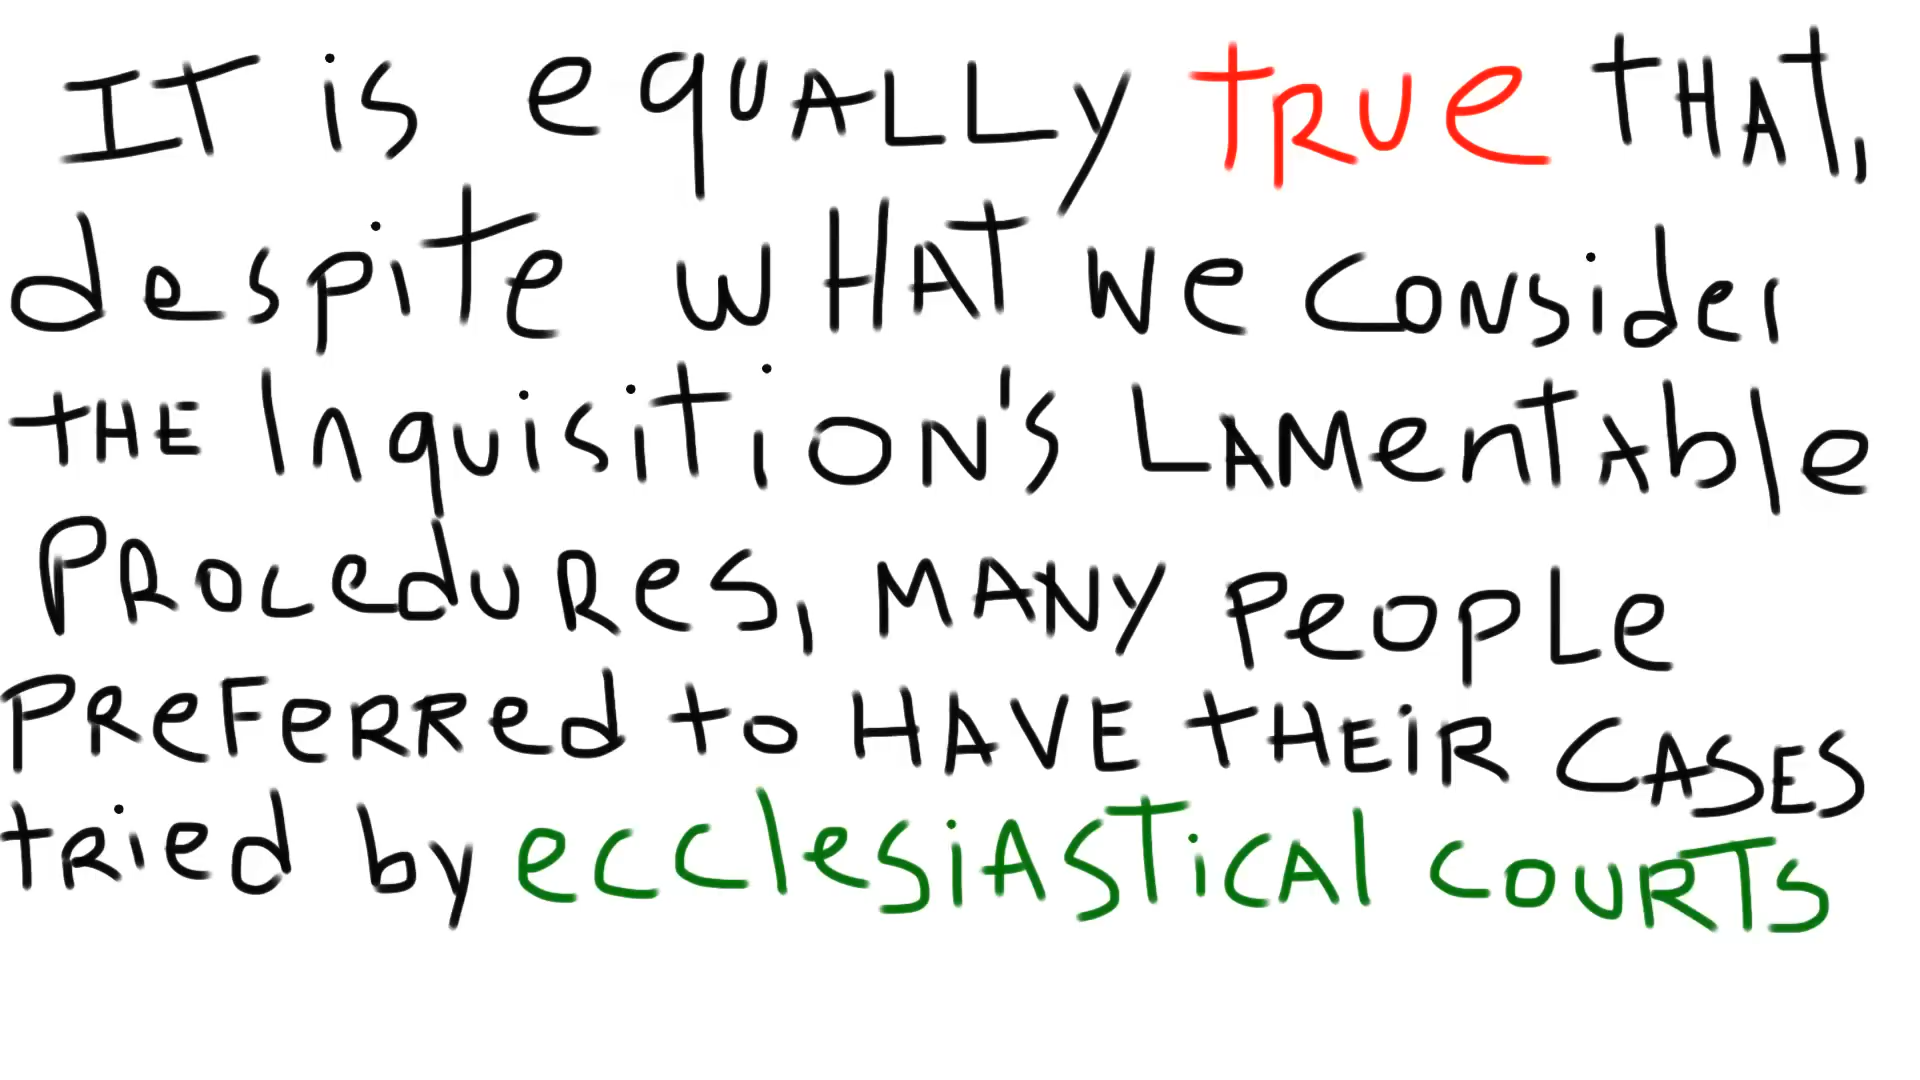 It is equally true that,
despite what we consider
the Inquisition's lamentable
procedures, many people
preferred to have their cases
tried by ecclesiastical courts